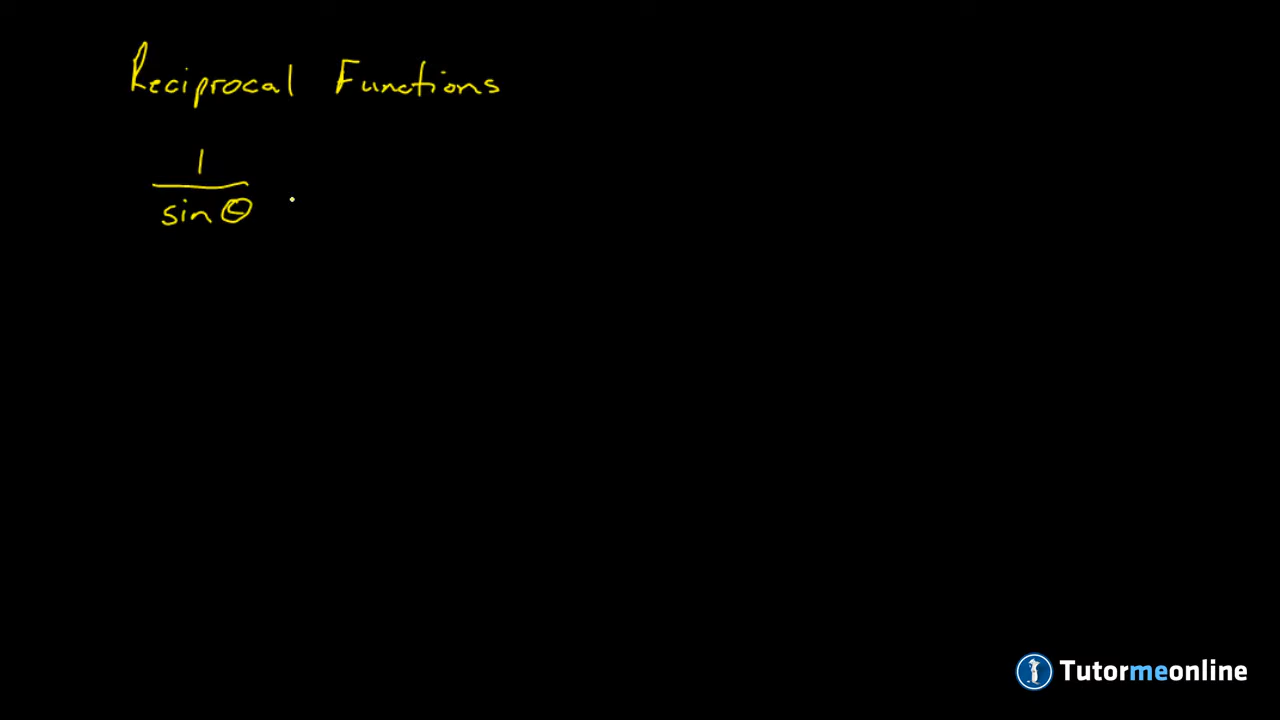 Reciprocal Functions
1
sin Θ
Tutormeonline